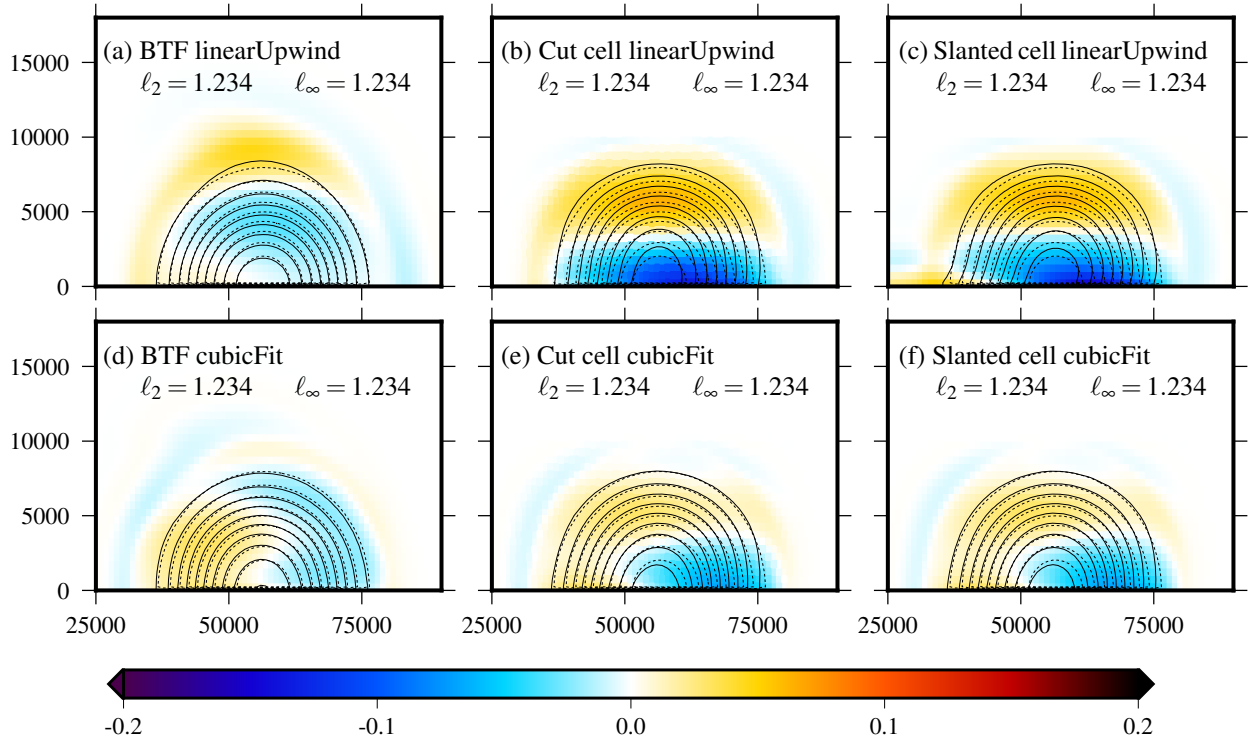 (a) BTF linearUpwind
ℓ₂ = 1.234 ℓ∞ = 1.234
(b) Cut cell linearUpwind
ℓ₂ = 1.234 ℓ∞ = 1.234
(c) Slanted cell linearUpwind
ℓ₂ = 1.234 ℓ∞ = 1.234
15000
10000
5000
0
(d) BTF cubicFit
ℓ₂ = 1.234 ℓ∞ = 1.234
(e) Cut cell cubicFit
ℓ₂ = 1.234 ℓ∞ = 1.234
(f) Slanted cell cubicFit
ℓ₂ = 1.234 ℓ∞ = 1.234
15000
10000
5000
0
25000 50000 75000
25000 50000 75000
25000 50000 75000
-0.2 -0.1 0.0 0.1 0.2